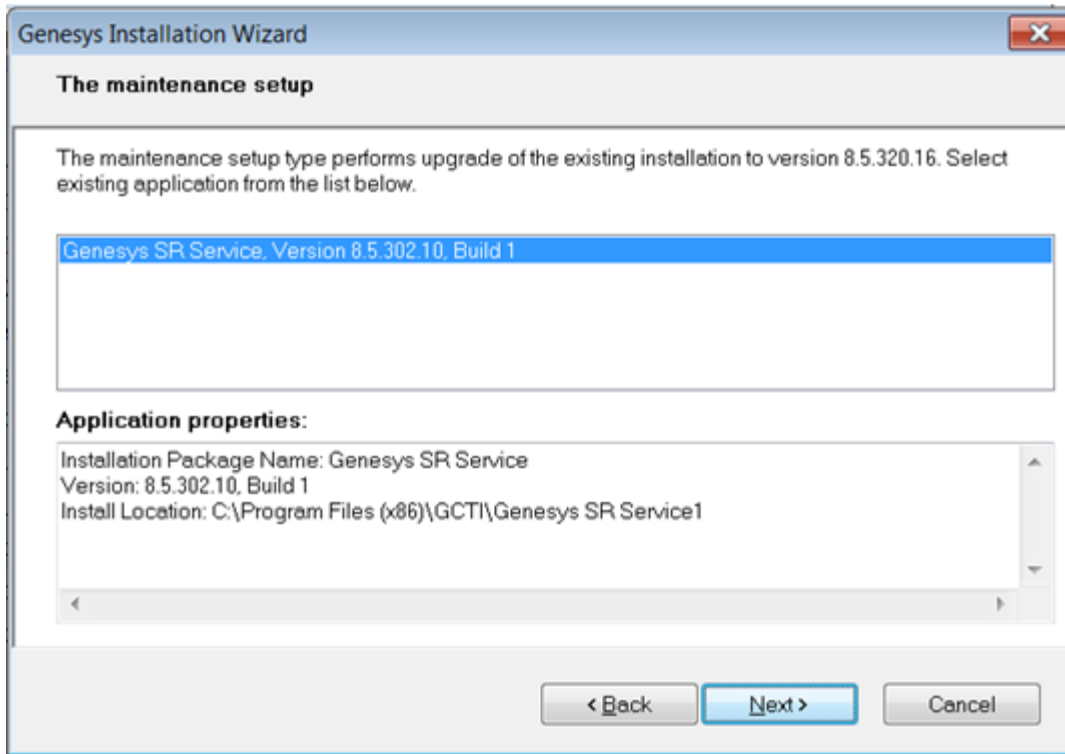 Genesys Installation Wizard
The maintenance setup
The maintenance setup type performs upgrade of the existing installation to version 8.5.320.16. Select
existing application from the list below.
Genesys SR Service, Version 8.5.302.10, Build 1
Application properties:
Installation Package Name: Genesys SR Service
Version: 8.5.302.10, Build 1
Install Location: C:\Program Files (x86)\GCTI\Genesys SR Service1
< Back Next > Cancel